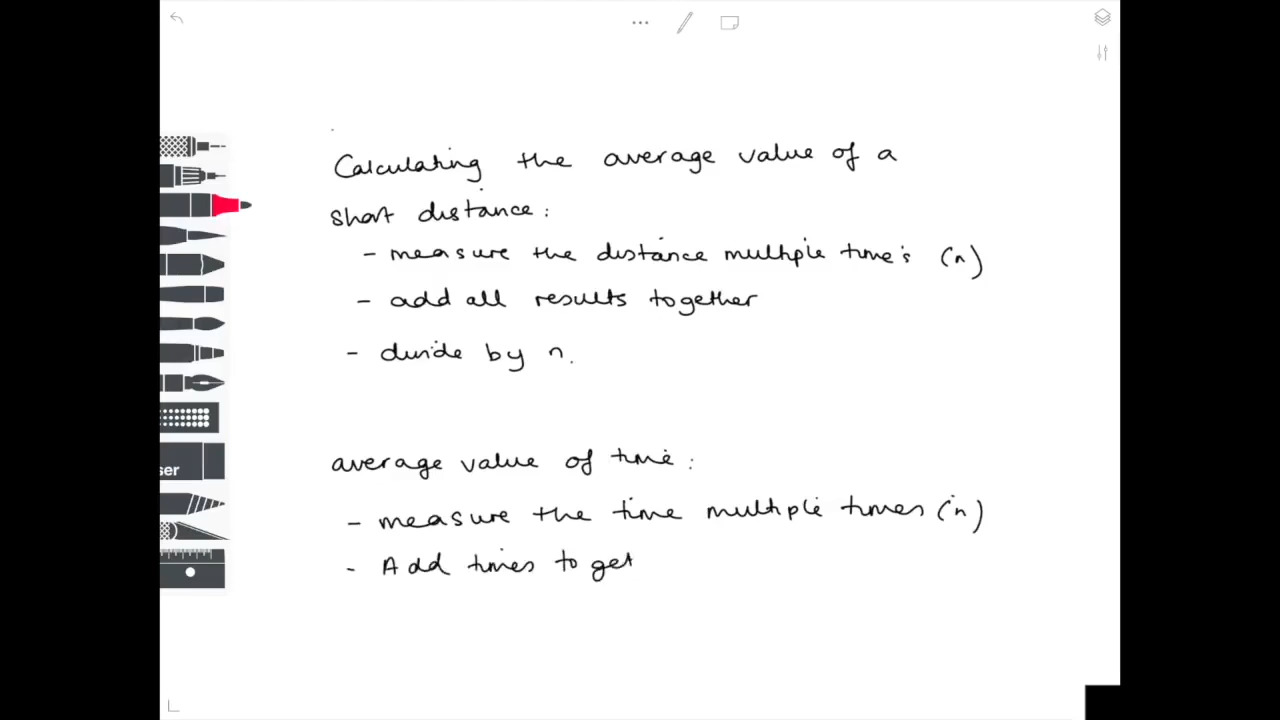 Calculating the average value of a
short distance:
- measure the distance multiple times (n)
- add all results together
- divide by n.
average value of time:
- measure the time multiple times (n)
- Add times to get
ser